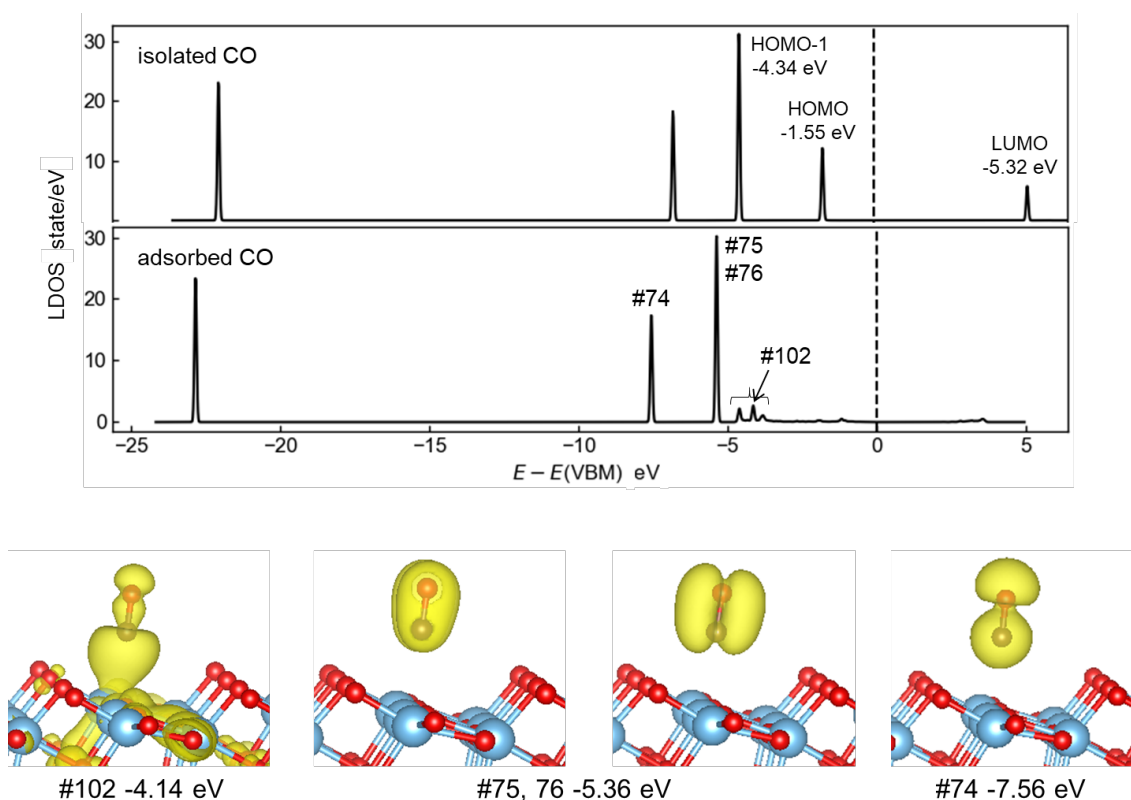 isolated CO
HOMO-1
-4.34 eV
HOMO
-1.55 eV
LUMO
-5.32 eV
30
20
10
LDOS [state/eV]
adsorbed CO
#75
#76
#74
#102
30
20
10
0
−25
−20
−15
−10
−5
0
5
E − E(VBM) eV
#102 -4.14 eV
#75, 76 -5.36 eV
#74 -7.56 eV